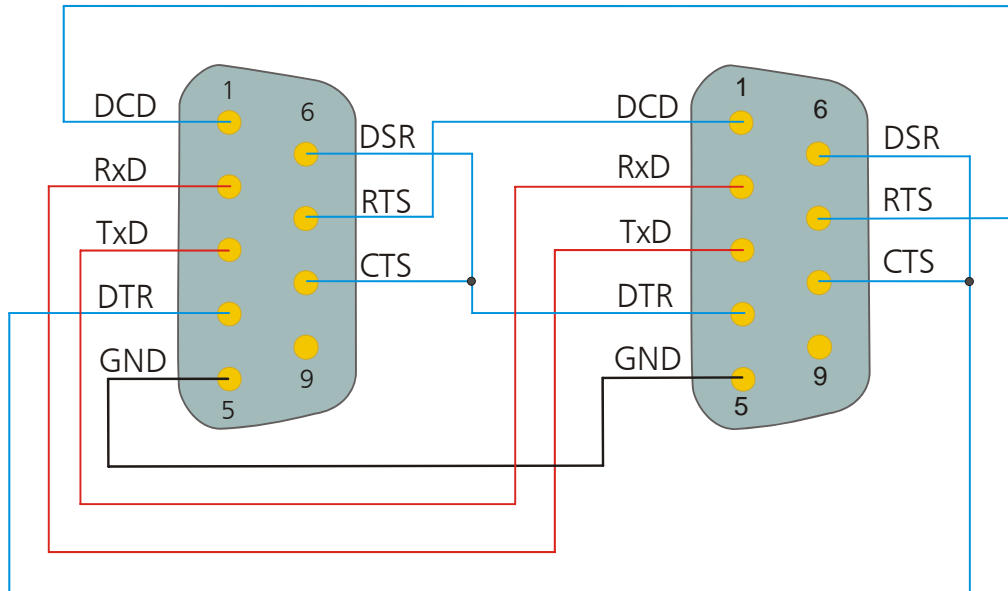 1
6
DCD
DSR
RxD
RTS
TxD
CTS
DTR
GND
9
5
1
6
DCD
DSR
RxD
RTS
TxD
CTS
DTR
GND
9
5